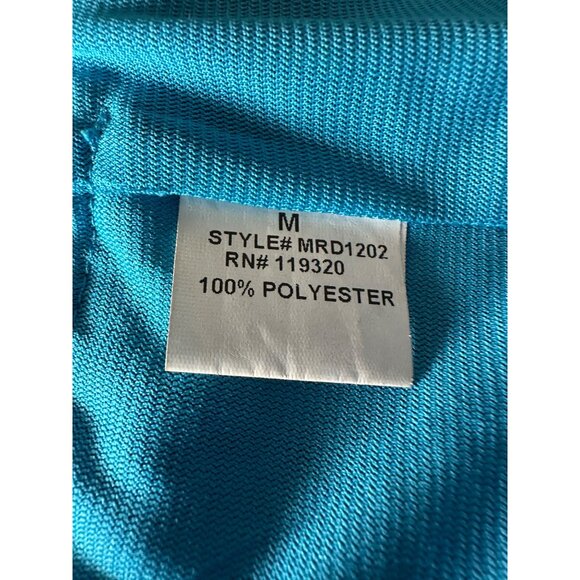 M
STYLE# MRD1202
RN# 119320
100% POLYESTER